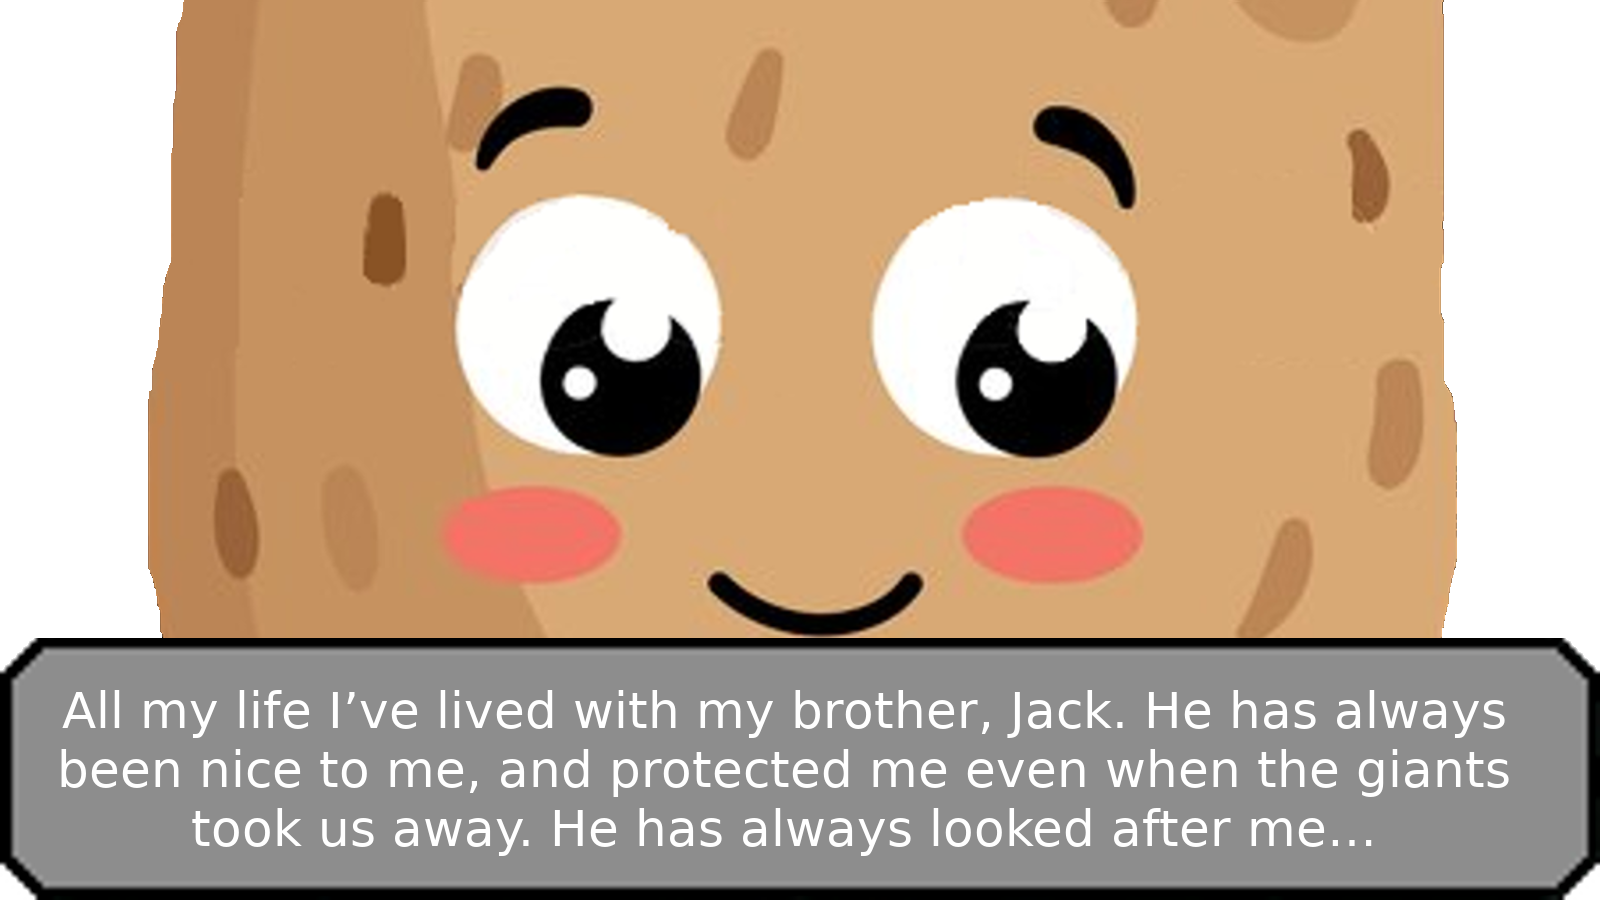 All my life I’ve lived with my brother, Jack. He has always
been nice to me, and protected me even when the giants
took us away. He has always looked after me...